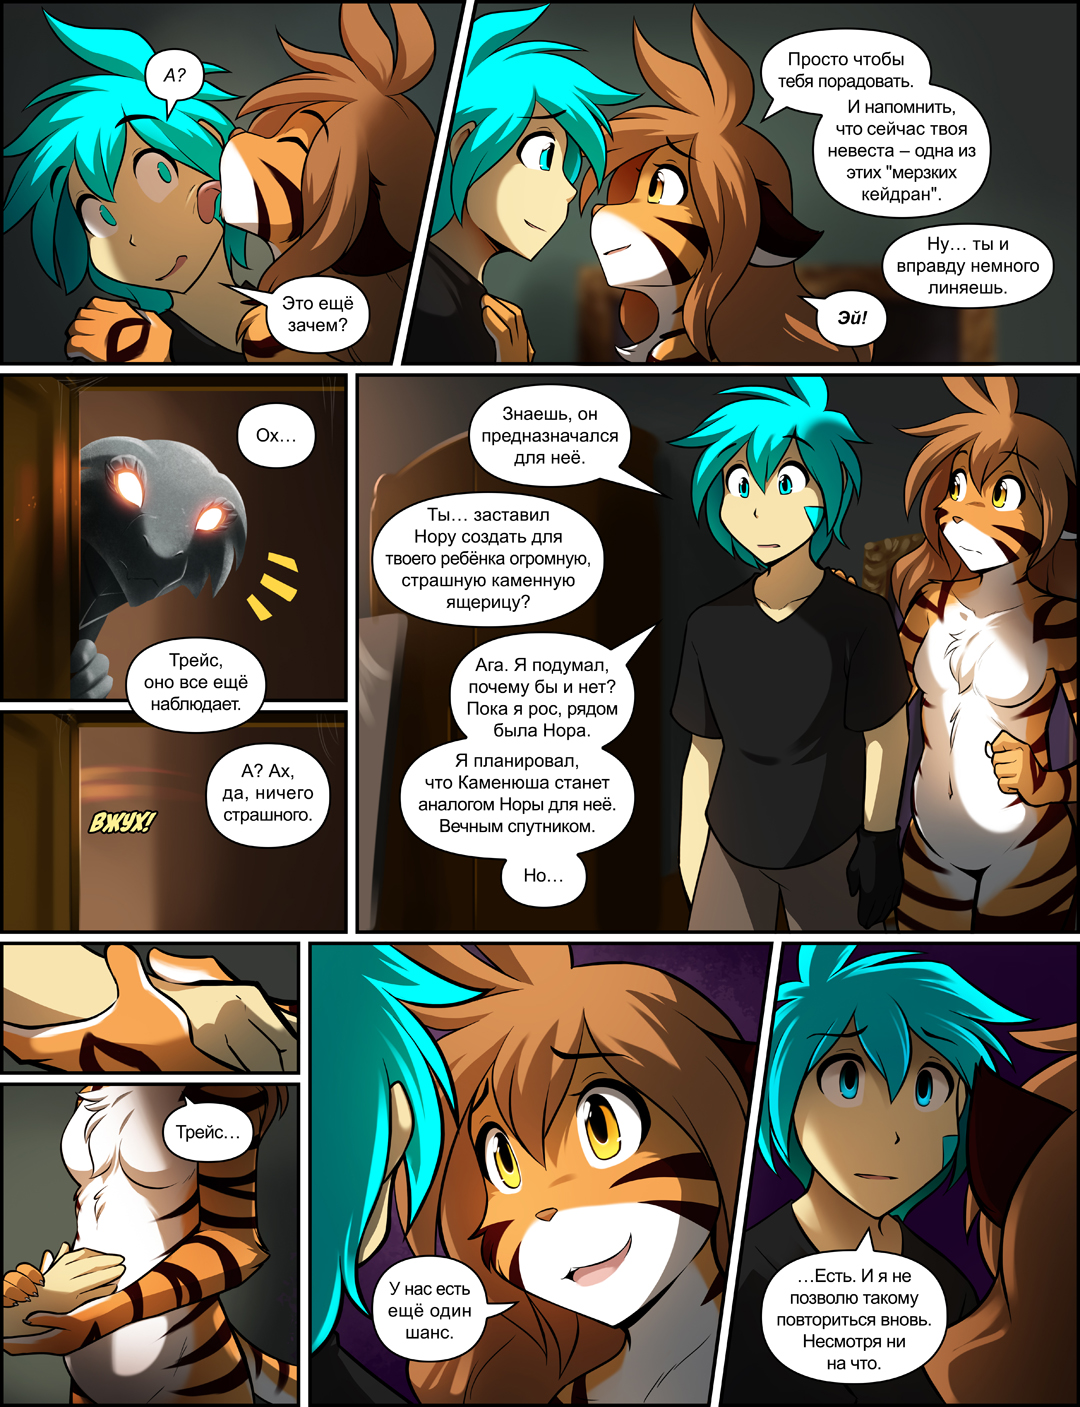 А?
Это ещё
зачем?
Просто чтобы
тебя порадовать.
И напомнить,
что сейчас твоя
невеста – одна из
этих "мерзких
кейдран".
Ну... ты и
вправду немного
линяешь.
Эй!
Ох...
Трейс,
оно все ещё
наблюдает.
ВЖУХ!
А? Ах,
да, ничего
страшного.
Знаешь, он
предназначался
для неё.
Ты... заставил
Нору создать для
твоего ребёнка огромную,
страшную каменную
ящерицу?
Ага. Я подумал,
почему бы и нет?
Пока я рос, рядом
была Нора.
Я планировал,
что Каменюша станет
аналогом Норы для неё.
Вечным спутником.
Но...
Трейс...
У нас есть
ещё один
шанс.
...Есть. И я не
позволю такому
повториться вновь.
Несмотря ни
на что.